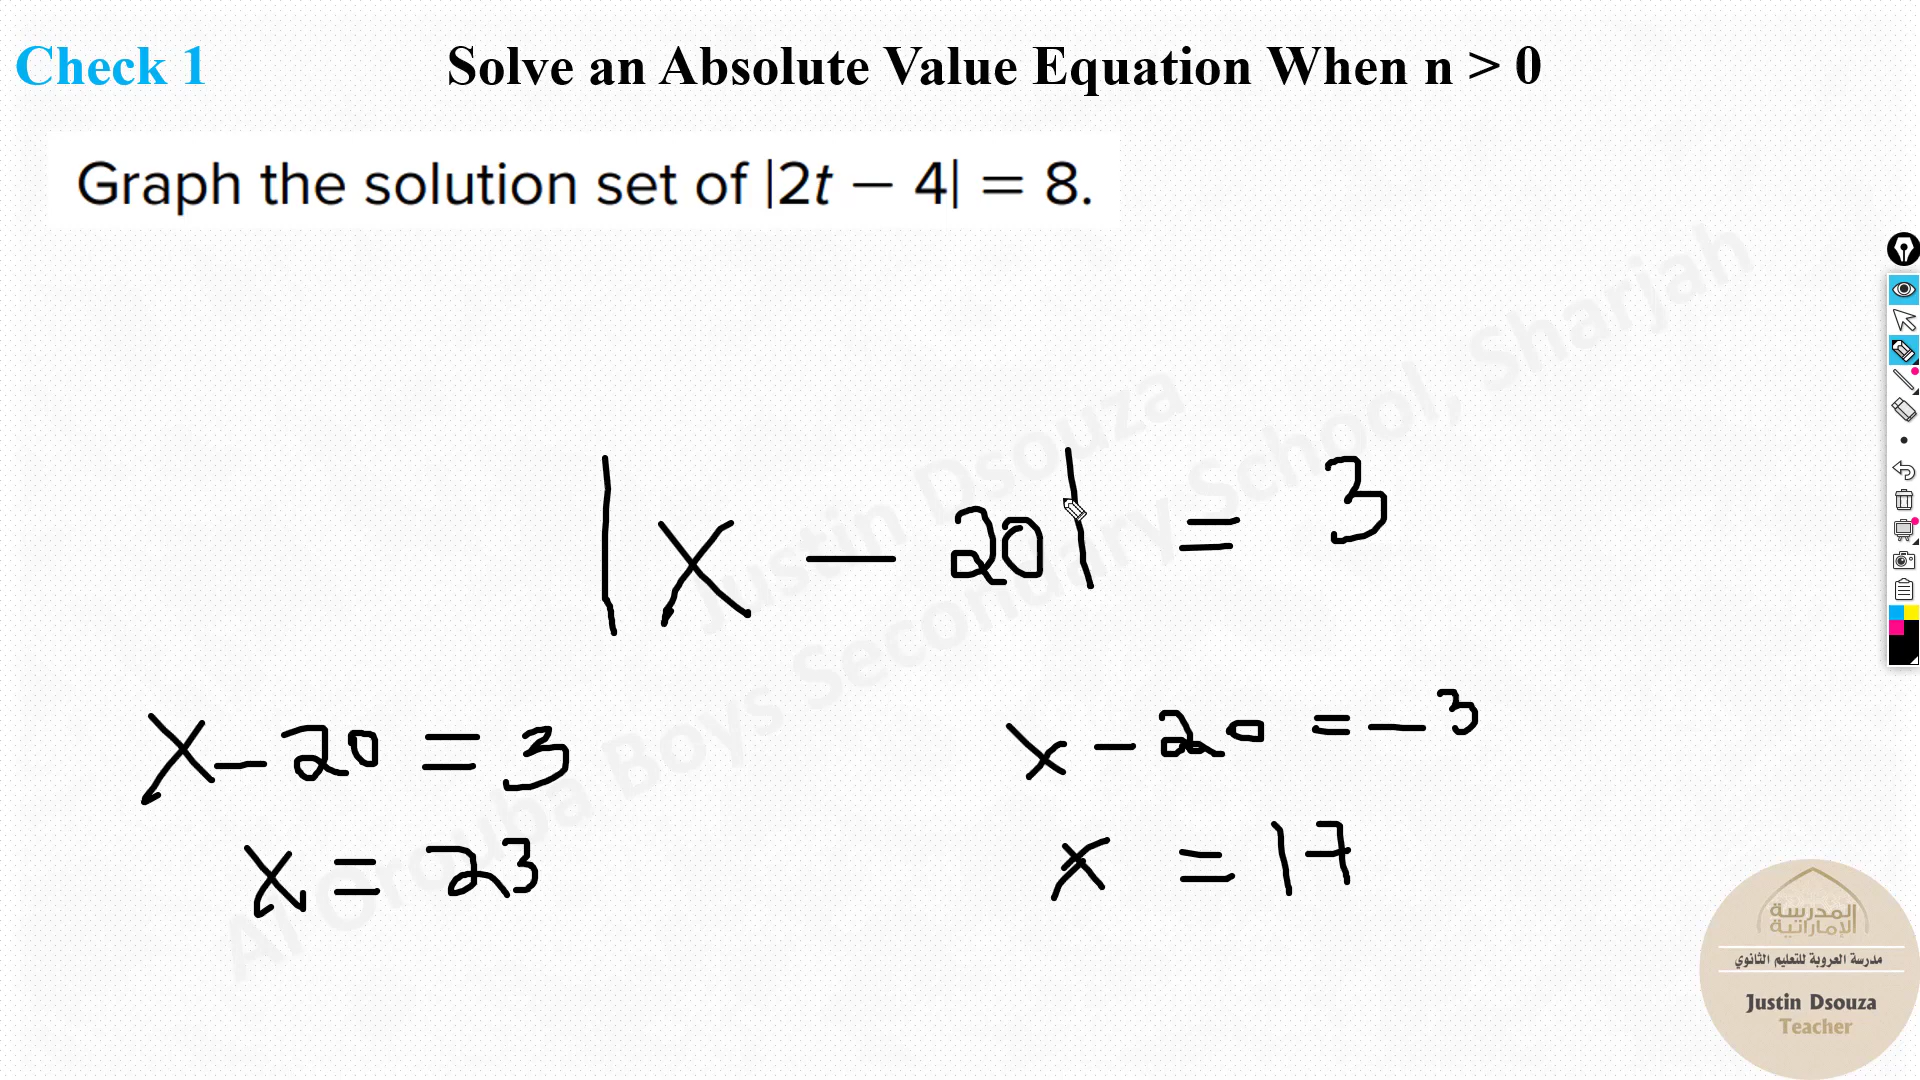 Check 1 Solve an Absolute Value Equation When n > 0
Graph the solution set of |2t − 4| = 8.
Justin Dsouza
Al Orouba Boys Secondary School, Sharjah
|x − 20| = 3
x − 20 = 3
x − 20 = −3
x = 23
x = 17
المدرسة
الإماراتية
مدرسة العروبة للتعليم الثانوي
Justin Dsouza
Teacher